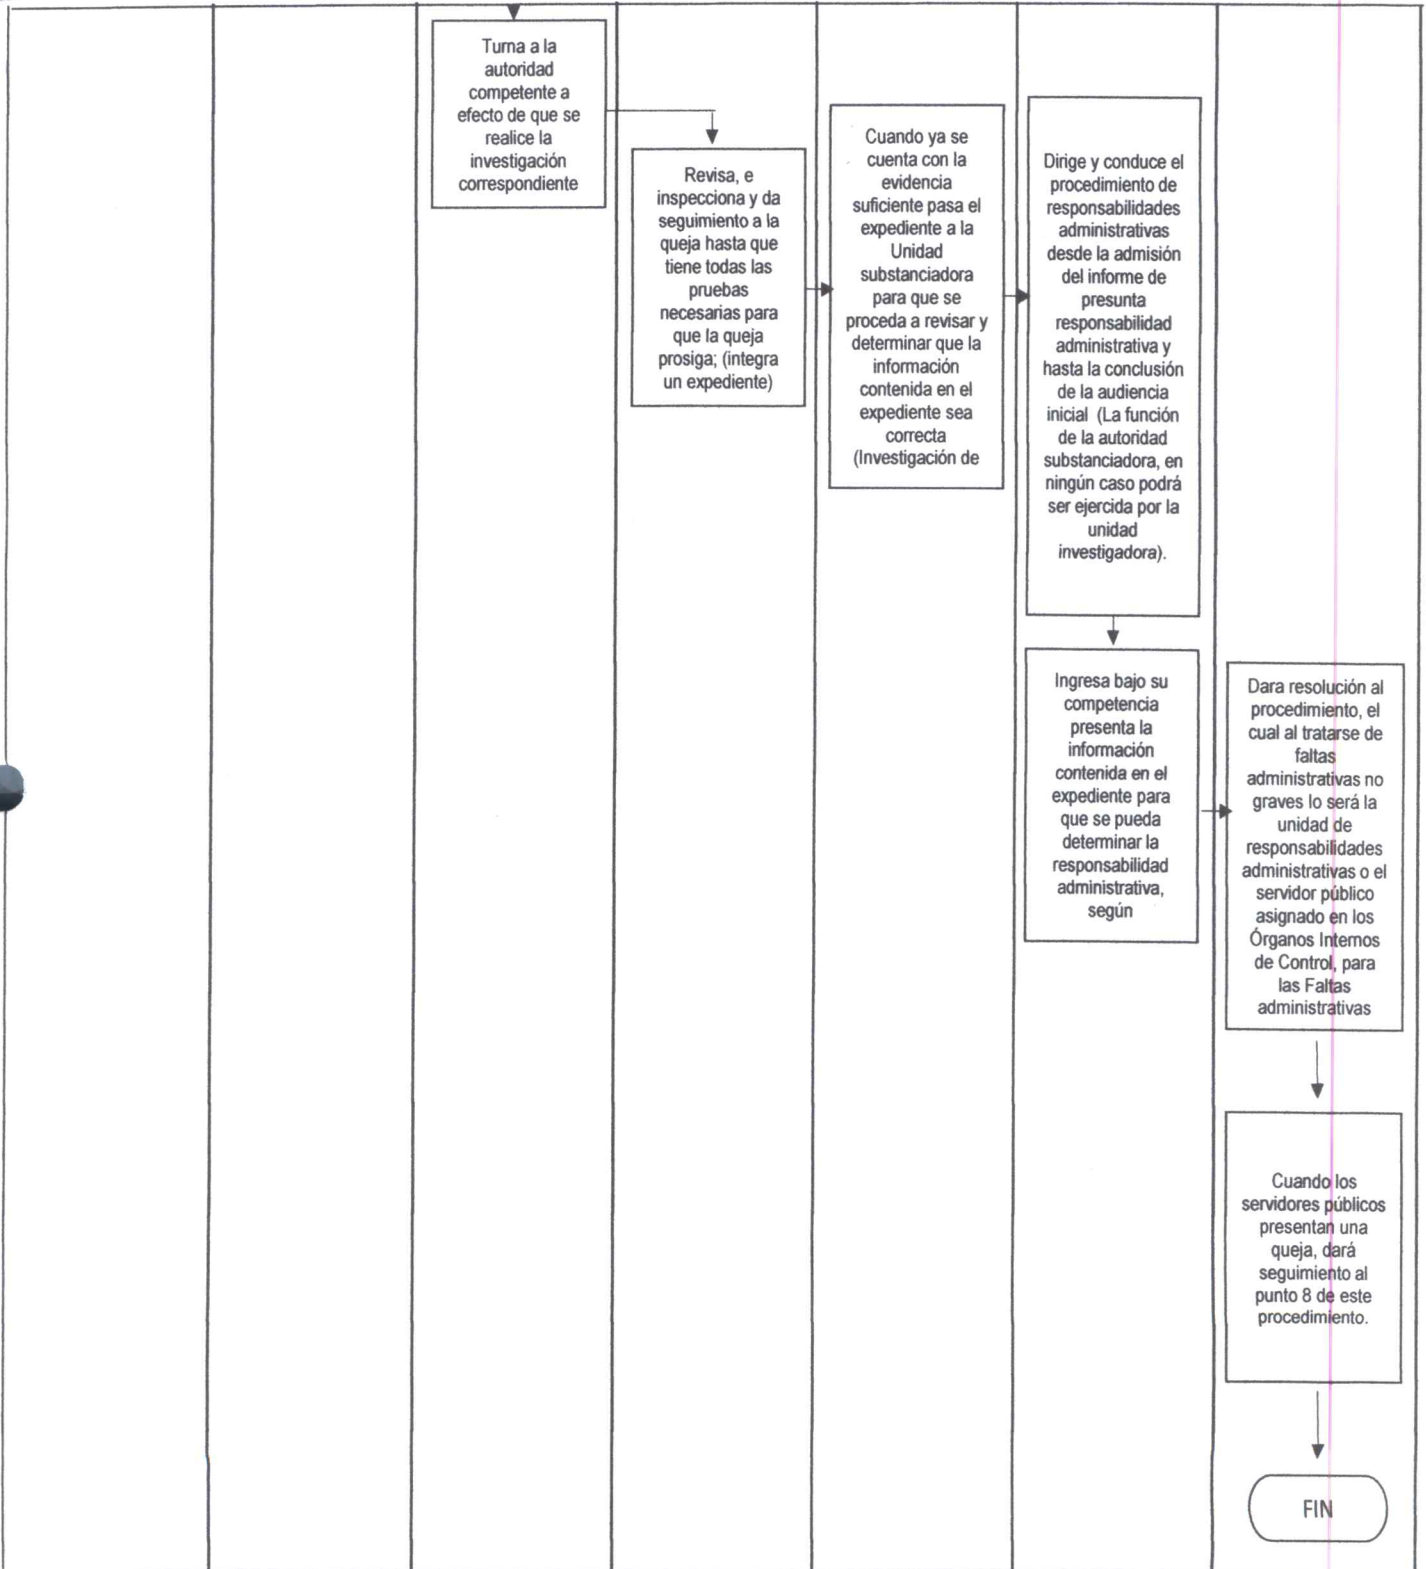 Turna a la
autoridad
competente a
efecto de que se
realice la
investigación
correspondiente
Revisa, e
inspecciona y da
seguimiento a la
queja hasta que
tiene todas las
pruebas
necesarias para
que la queja
prosiga; (integra
un expediente)
Cuando ya se
cuenta con la
evidencia
suficiente pasa el
expediente a la
Unidad
substanciadora
para que se
proceda a revisar y
determinar que la
información
contenida en el
expediente sea
correcta
(Investigación de
Dirige y conduce el
procedimiento de
responsabilidades
administrativas
desde la admisión
del informe de
presunta
responsabilidad
administrativa y
hasta la conclusión
de la audiencia
inicial (La función
de la autoridad
substanciadora, en
ningún caso podrá
ser ejercida por la
unidad
investigadora).
Ingresa bajo su
competencia
presenta la
información
contenida en el
expediente para
que se pueda
determinar la
responsabilidad
administrativa,
según
Dara resolución al
procedimiento, el
cual al tratarse de
faltas
administrativas no
graves lo será la
unidad de
responsabilidades
administrativas o el
servidor público
asignado en los
Órganos Internos
de Control, para
las Faltas
administrativas
Cuando los
servidores públicos
presentan una
queja, dará
seguimiento al
punto 8 de este
procedimiento.
FIN